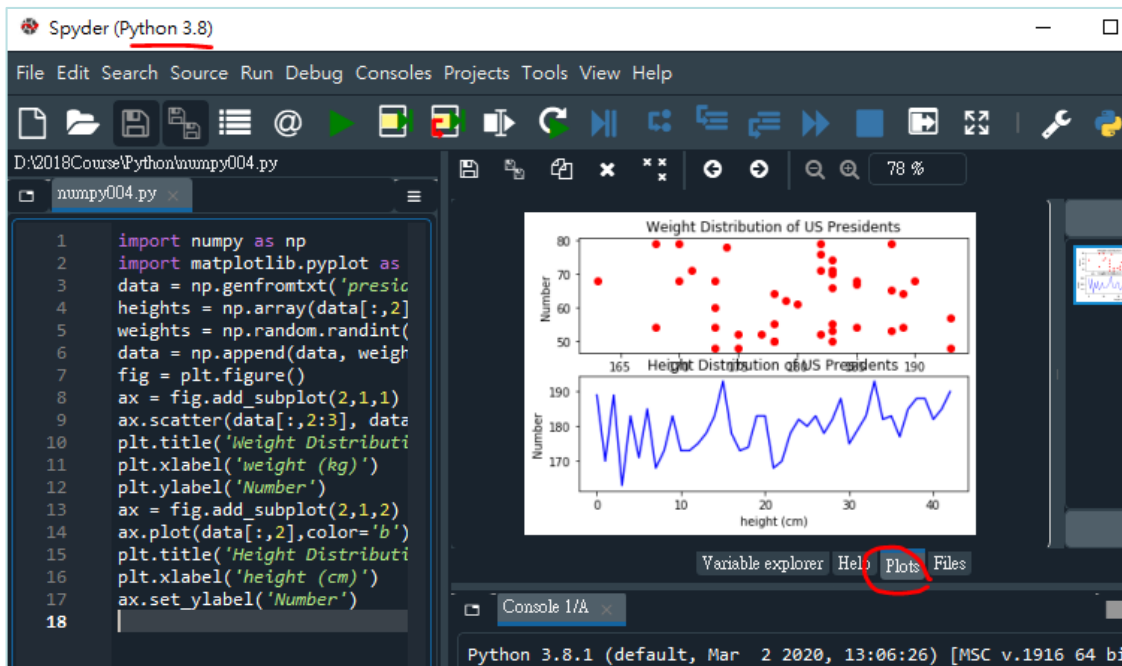 Spyder (Python 3.8)
File Edit Search Source Run Debug Consoles Projects Tools View Help
D:\2018Course\Python\numpy004.py
78 %
numpy004.py
1 import numpy as np
2 import matplotlib.pyplot as
3 data = np.genfromtxt('presid
4 heights = np.array(data[:,2]
5 weights = np.random.randint(
6 data = np.append(data, weigh
7 fig = plt.figure()
8 ax = fig.add_subplot(2,1,1)
9 ax.scatter(data[:,2:3], data
10 plt.title('Weight Distributi
11 plt.xlabel('weight (kg)')
12 plt.ylabel('Number')
13 ax = fig.add_subplot(2,1,2)
14 ax.plot(data[:,2],color='b')
15 plt.title('Height Distributi
16 plt.xlabel('height (cm)')
17 ax.set_ylabel('Number')
18
Weight Distribution of US Presidents
80
70
60
50
Number
165 170 175 180 185 190
Height Distribution of US Presidents
190
180
170
Number
0 10 20 30 40
height (cm)
Variable explorer Help Plots Files
Console 1/A
Python 3.8.1 (default, Mar 2 2020, 13:06:26) [MSC v.1916 64 bi